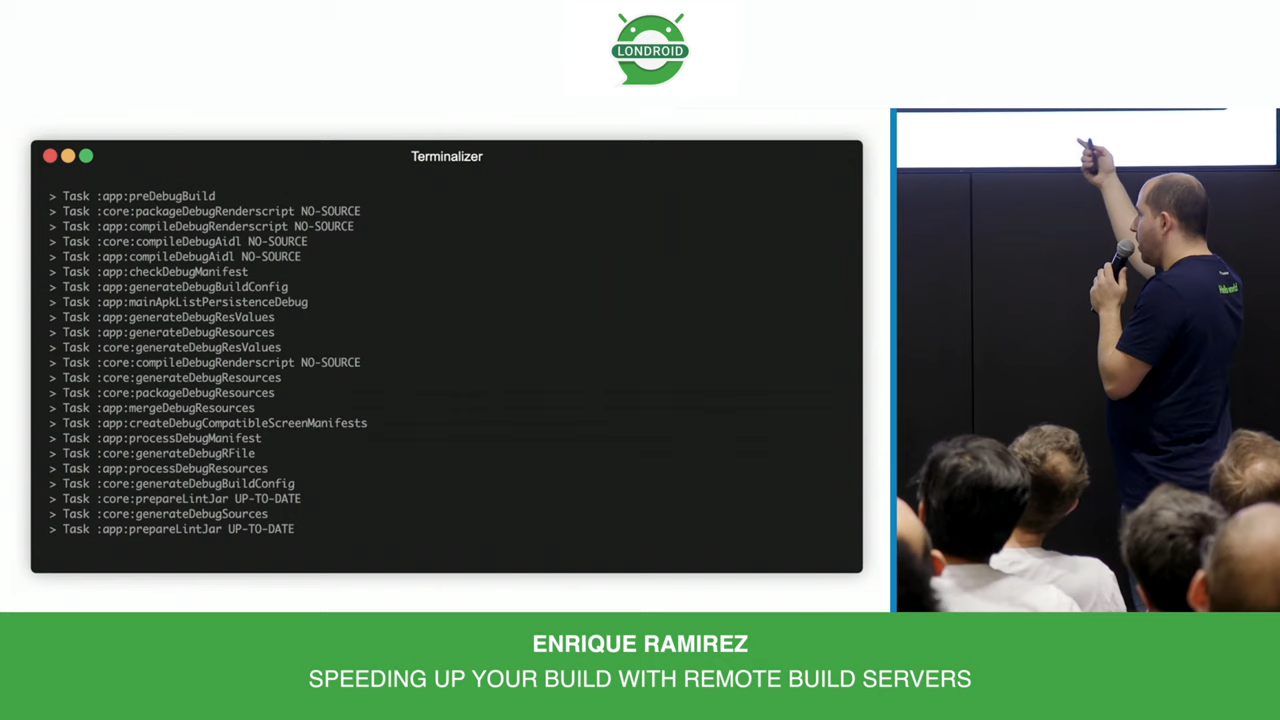 LONDROID
Terminalizer
> Task :app:preDebugBuild
> Task :core:packageDebugRenderscript NO-SOURCE
> Task :app:compileDebugRenderscript NO-SOURCE
> Task :core:compileDebugAidl NO-SOURCE
> Task :app:compileDebugAidl NO-SOURCE
> Task :app:checkDebugManifest
> Task :app:generateDebugBuildConfig
> Task :app:mainApkListPersistenceDebug
> Task :app:generateDebugResValues
> Task :app:generateDebugResources
> Task :core:generateDebugResValues
> Task :core:compileDebugRenderscript NO-SOURCE
> Task :core:generateDebugResources
> Task :core:packageDebugResources
> Task :app:mergeDebugResources
> Task :app:createDebugCompatibleScreenManifests
> Task :app:processDebugManifest
> Task :core:generateDebugRFile
> Task :app:processDebugResources
> Task :core:generateDebugBuildConfig
> Task :core:prepareLintJar UP-TO-DATE
> Task :core:generateDebugSources
> Task :app:prepareLintJar UP-TO-DATE
Hello world!
ENRIQUE RAMIREZ
SPEEDING UP YOUR BUILD WITH REMOTE BUILD SERVERS